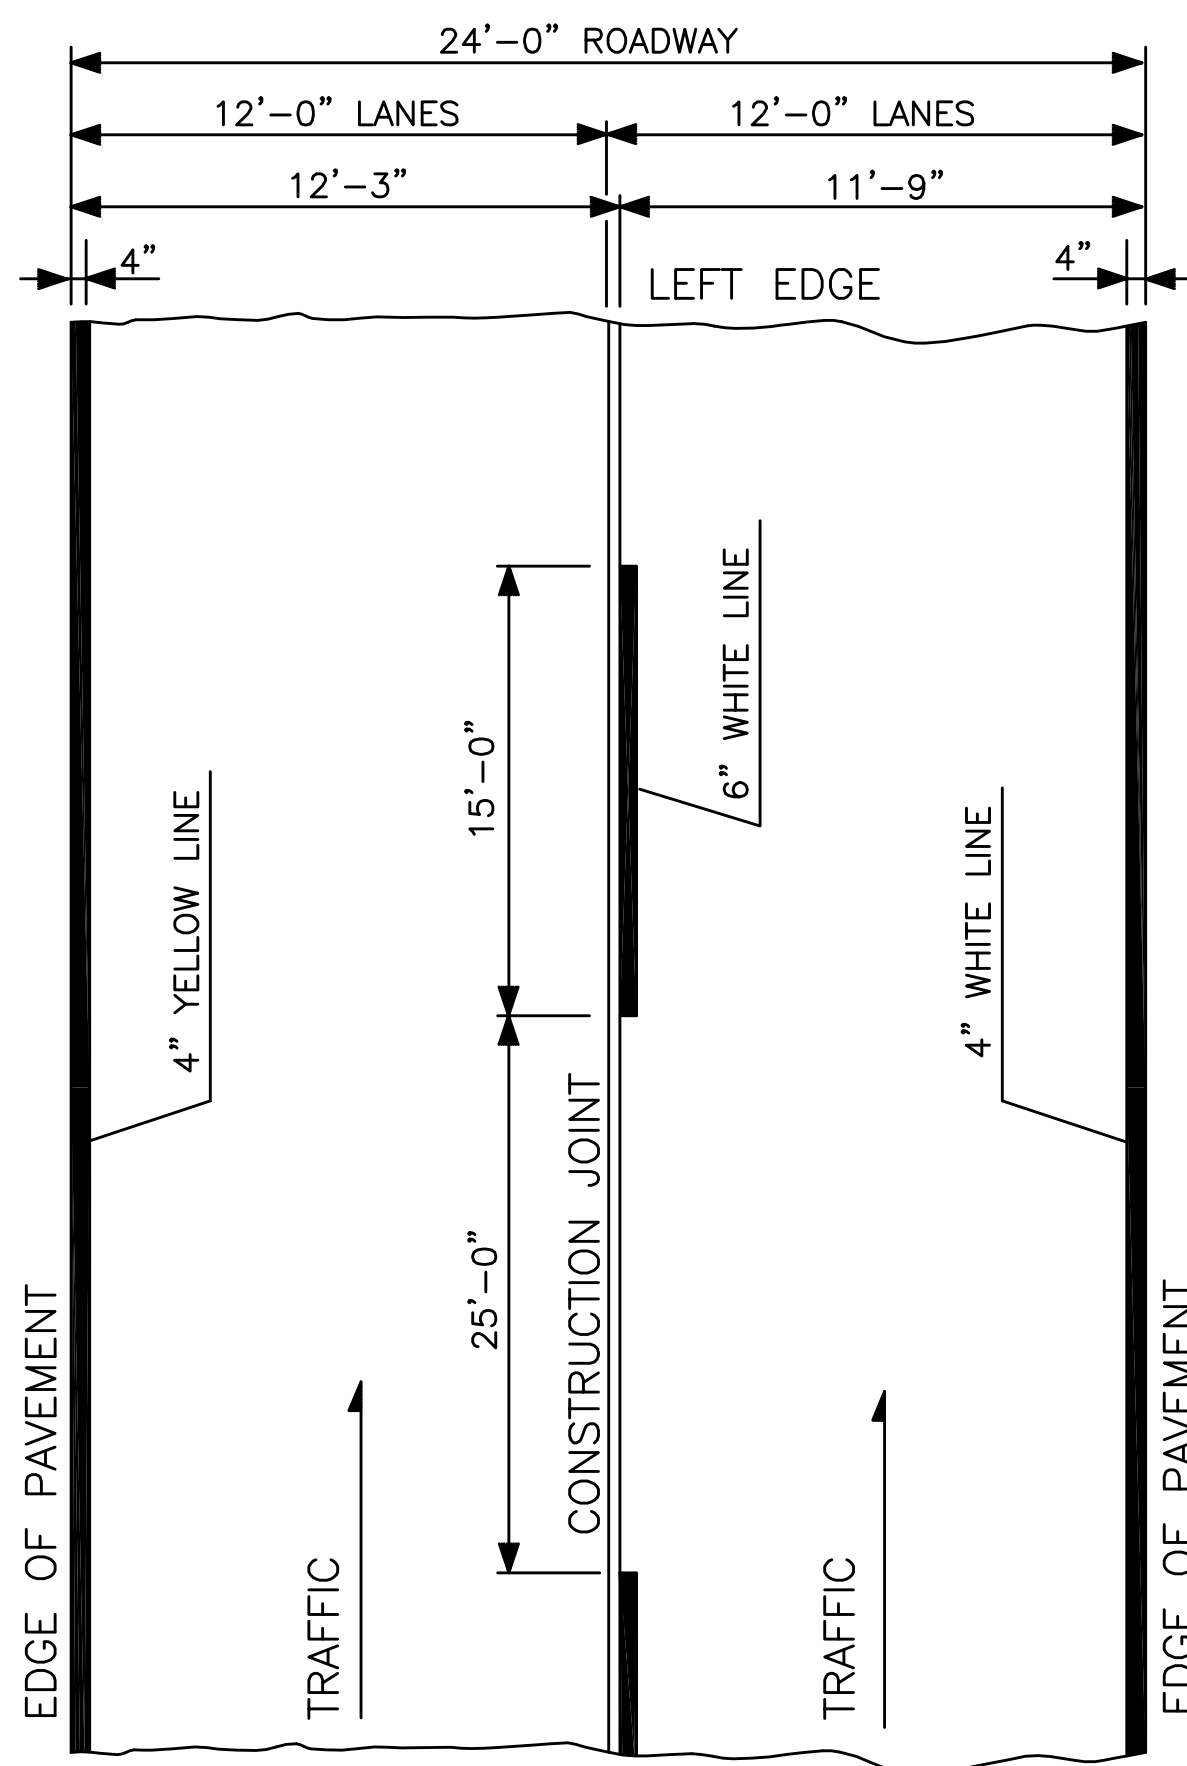 24'-0" ROADWAY
12'-0" LANES
12'-0" LANES
12'-3"
11'-9"
4"
4"
LEFT EDGE
6" WHITE LINE
15'-0"
4" YELLOW LINE
4" WHITE LINE
CONSTRUCTION JOINT
25'-0"
EDGE OF PAVEMENT
EDGE OF PAVEMENT
TRAFFIC
TRAFFIC